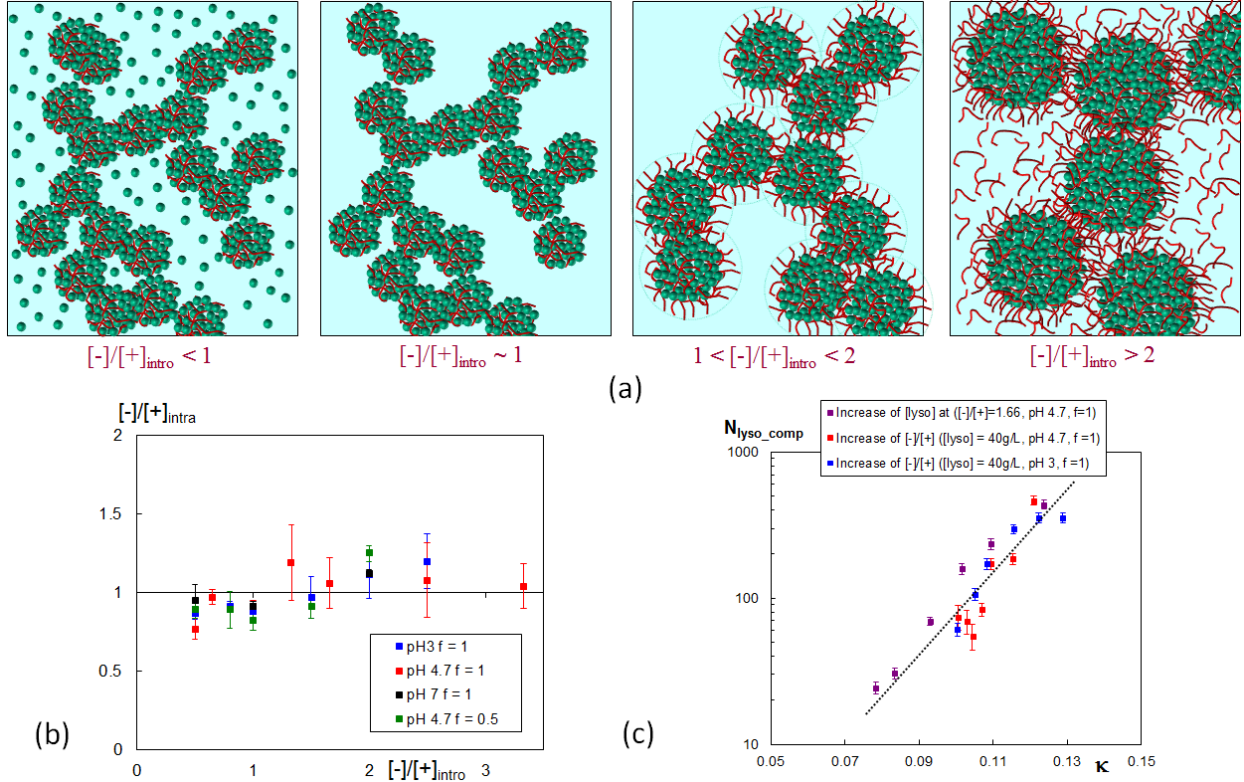 [-]/[+]intro < 1
[-]/[+]intro ~ 1
1 < [-]/[+]intro < 2
[-]/[+]intro > 2
(a)
[-]/[+]intra
2
1.5
1
0.5
0
0
1
2
3
[-]/[+]intro
pH3 f = 1
pH 4.7 f = 1
pH 7 f = 1
pH 4.7 f = 0.5
(b)
Nlyso_comp
Increase of [lyso] at ([-]/[+]=1.66, pH 4.7, f=1)
Increase of [-]/[+] ([lyso] = 40g/L, pH 4.7, f=1)
Increase of [-]/[+] ([lyso] = 40g/L, pH 3, f =1)
1000
100
10
0.05
0.07
0.09
0.11
0.13
0.15
κ
(c)